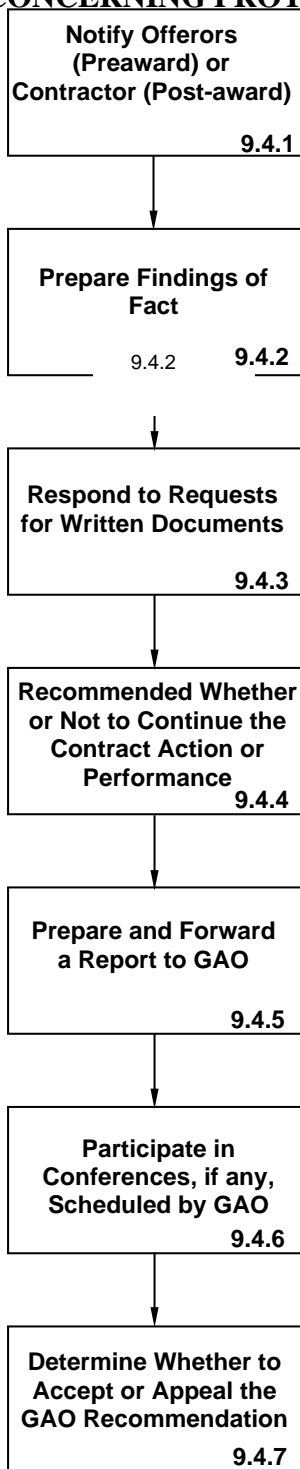 CONCERNING PROT
Notify Offerors
(Preaward) or
Contractor (Post-award)
9.4.1
Prepare Findings of
Fact
9.4.2 9.4.2
Respond to Requests
for Written Documents
9.4.3
Recommended Whether
or Not to Continue the
Contract Action or
Performance
9.4.4
Prepare and Forward
a Report to GAO
9.4.5
Participate in
Conferences, if any,
Scheduled by GAO
9.4.6
Determine Whether to
Accept or Appeal the
GAO Recommendation
9.4.7